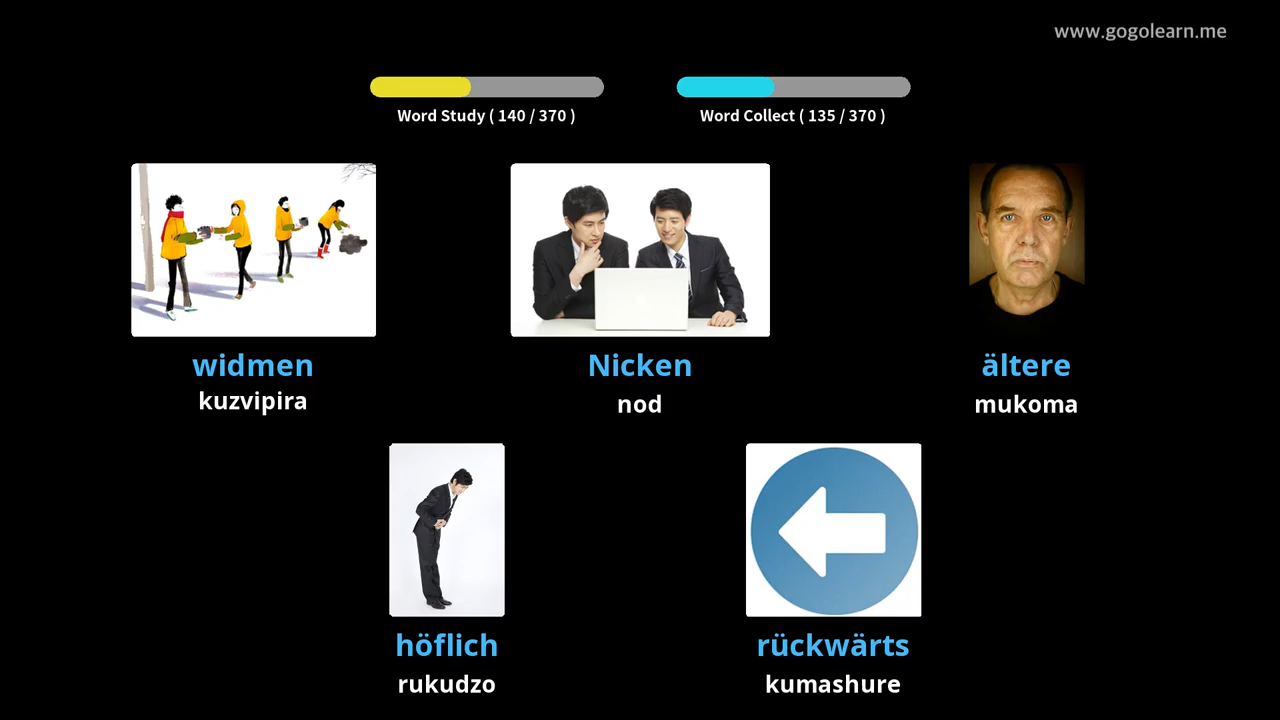 www.gogolearn.me
Word Study ( 140 / 370 )
Word Collect ( 135 / 370 )
widmen
kuzvipira
Nicken
nod
ältere
mukoma
höflich
rukudzo
rückwärts
kumashure